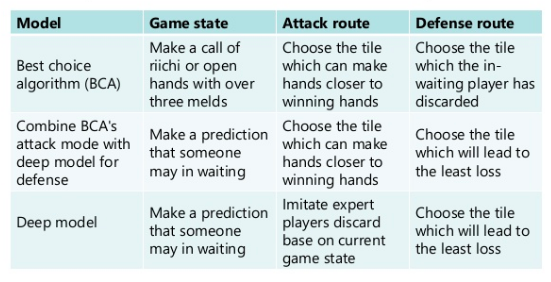 Model
Game state
Attack route
Defense route
Best choice
algorithm (BCA)
Make a call of
riichi or open
hands with over
three melds
Choose the tile
which can make
hands closer to
winning hands
Choose the tile
which the in-
waiting player has
discarded
Combine BCA's
attack mode with
deep model for
defense
Make a prediction
that someone
may in waiting
Choose the tile
which can make
hands closer to
winning hands
Choose the tile
which will lead to
the least loss
Deep model
Make a prediction
that someone
may in waiting
Imitate expert
players discard
base on current
game state
Choose the tile
which will lead to
the least loss